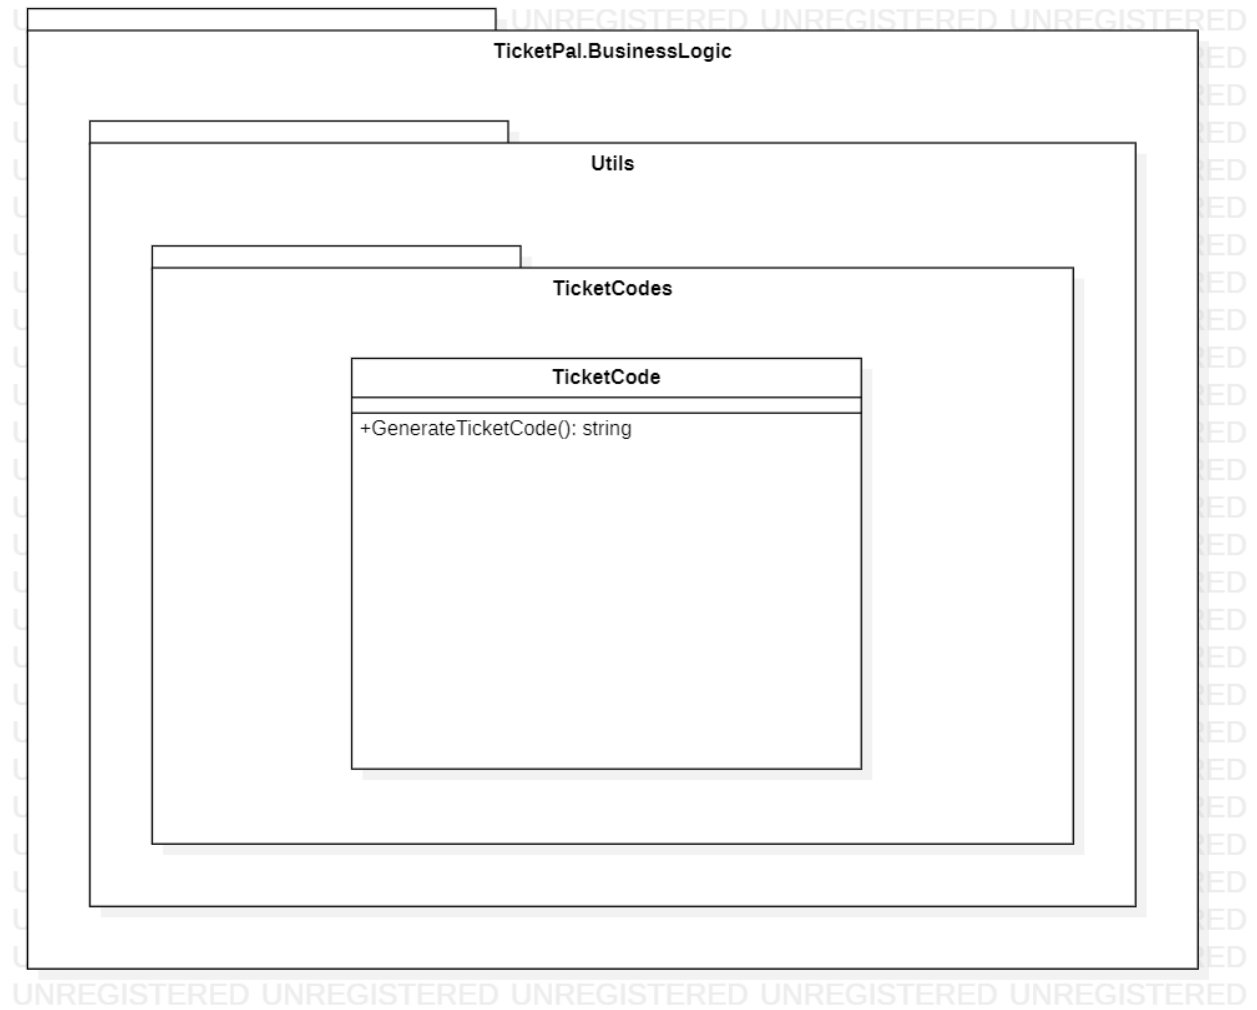 UNREGISTERED UNREGISTERED UNREGISTERED
TicketPal.BusinessLogic
Utils
TicketCodes
TicketCode
+GenerateTicketCode(): string
UNREGISTERED UNREGISTERED UNREGISTERED UNREGISTERED UNREGISTERED